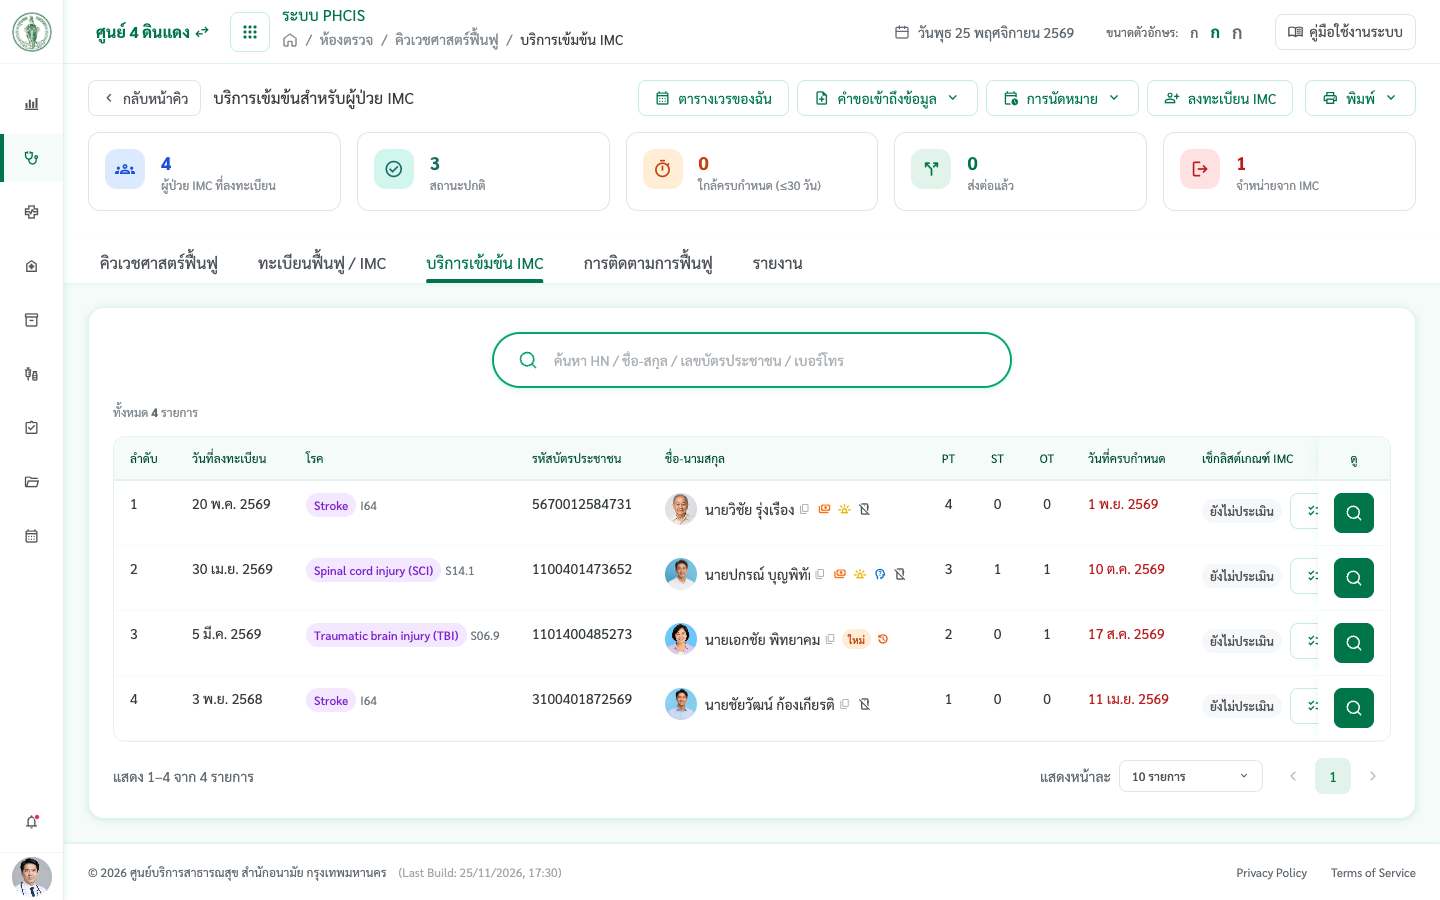 ศูนย์ 4 ดินแดง
ระบบ PHCIS
/ ห้องตรวจ / คิวเวชศาสตร์ฟื้นฟู / บริการเข้มข้น IMC
วันพุธ 25 พฤศจิกายน 2569
ขนาดตัวอักษร: ก ก ก
คู่มือใช้งานระบบ
กลับหน้าคิว
บริการเข้มข้นสำหรับผู้ป่วย IMC
ตารางเวรของฉัน
คำขอเข้าถึงข้อมูล
การนัดหมาย
ลงทะเบียน IMC
พิมพ์
4
ผู้ป่วย IMC ที่ลงทะเบียน
3
สถานะปกติ
0
ใกล้ครบกำหนด (≤30 วัน)
0
ส่งต่อแล้ว
1
จำหน่ายจาก IMC
คิวเวชศาสตร์ฟื้นฟู
ทะเบียนฟื้นฟู / IMC
บริการเข้มข้น IMC
การติดตามการฟื้นฟู
รายงาน
ค้นหา HN / ชื่อ-สกุล / เลขบัตรประชาชน / เบอร์โทร
ทั้งหมด 4 รายการ
ลำดับ วันที่ลงทะเบียน โรค รหัสบัตรประชาชน ชื่อ-นามสกุล PT ST OT วันที่ครบกำหนด เช็กลิสต์เกณฑ์ IMC ดู
1 20 พ.ค. 2569 Stroke I64 5670012584731 นายวิชัย รุ่งเรือง 4 0 0 1 พ.ย. 2569 ยังไม่ประเมิน
2 30 เม.ย. 2569 Spinal cord injury (SCI) S14.1 1100401473652 นายปกรณ์ บุญพิทั 3 1 1 10 ต.ค. 2569 ยังไม่ประเมิน
3 5 มี.ค. 2569 Traumatic brain injury (TBI) S06.9 1101400485273 นายเอกชัย พิทยาคม ใหม่ 2 0 1 17 ส.ค. 2569 ยังไม่ประเมิน
4 3 พ.ย. 2568 Stroke I64 3100401872569 นายชัยวัฒน์ ก้องเกียรติ 1 0 0 11 เม.ย. 2569 ยังไม่ประเมิน
แสดง 1–4 จาก 4 รายการ
แสดงหน้าละ 10 รายการ 1
© 2026 ศูนย์บริการสาธารณสุข สำนักอนามัย กรุงเทพมหานคร (Last Build: 25/11/2026, 17:30)
Privacy Policy Terms of Service